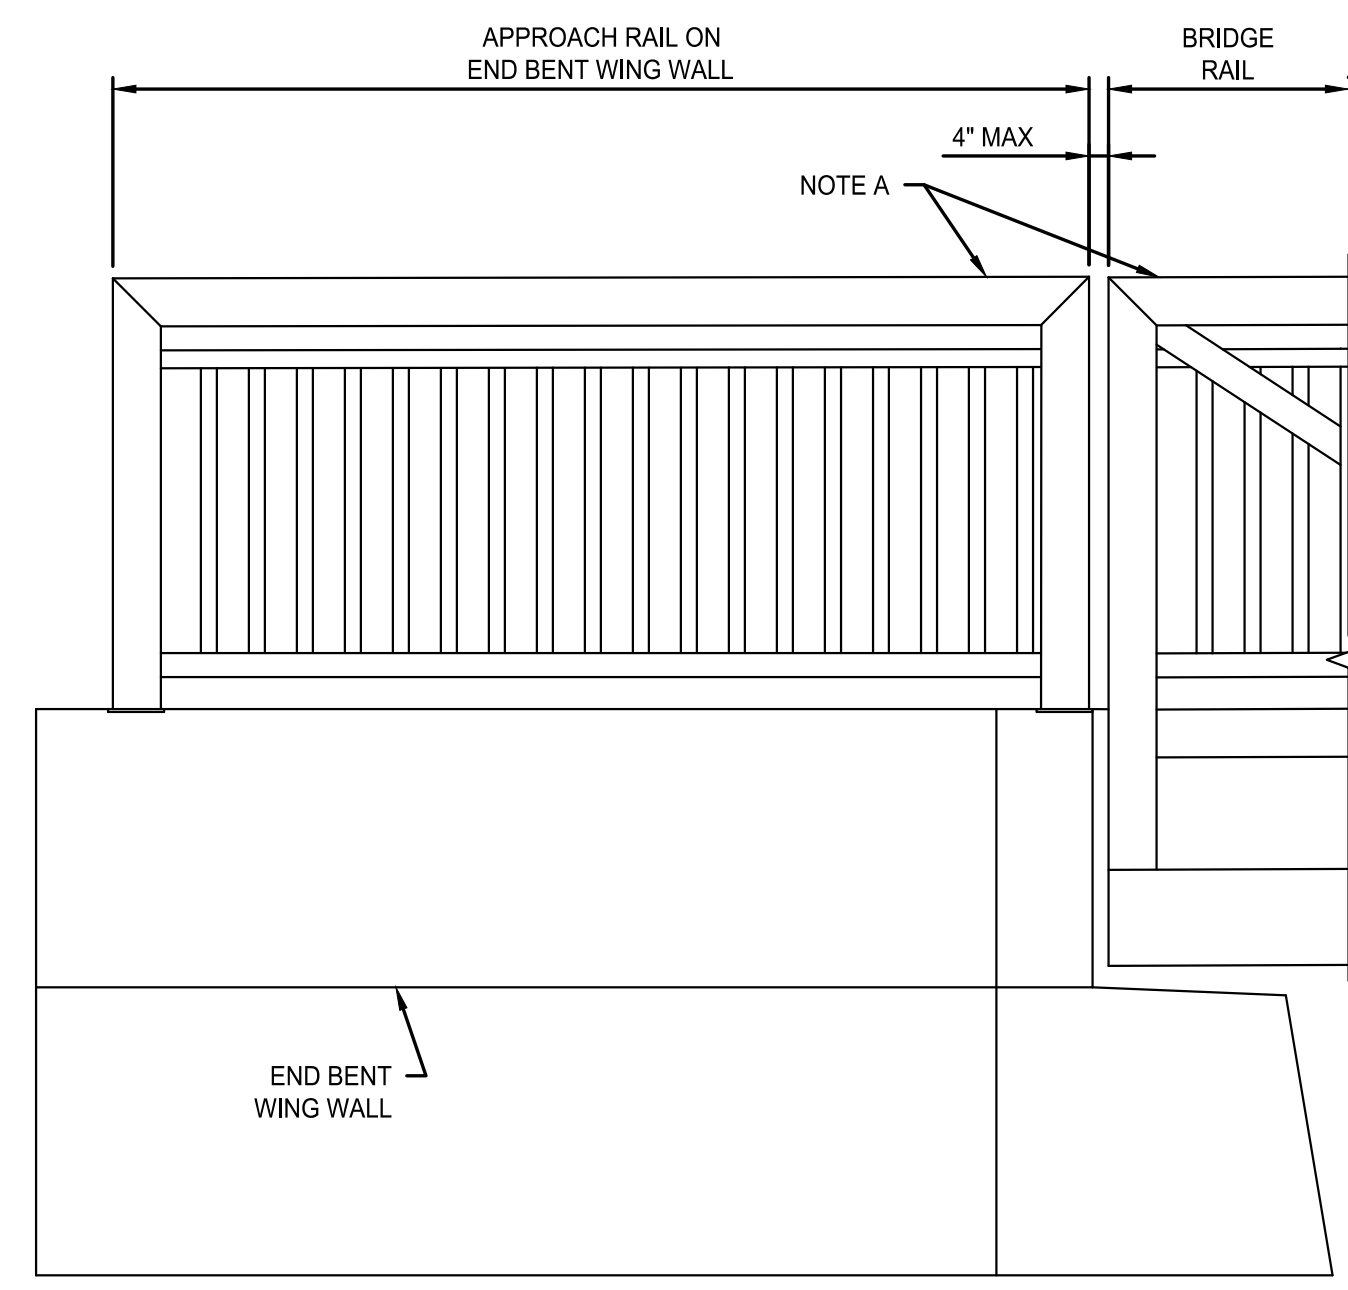 APPROACH RAIL ON
END BENT WING WALL
BRIDGE
RAIL
4" MAX
NOTE A
END BENT
WING WALL